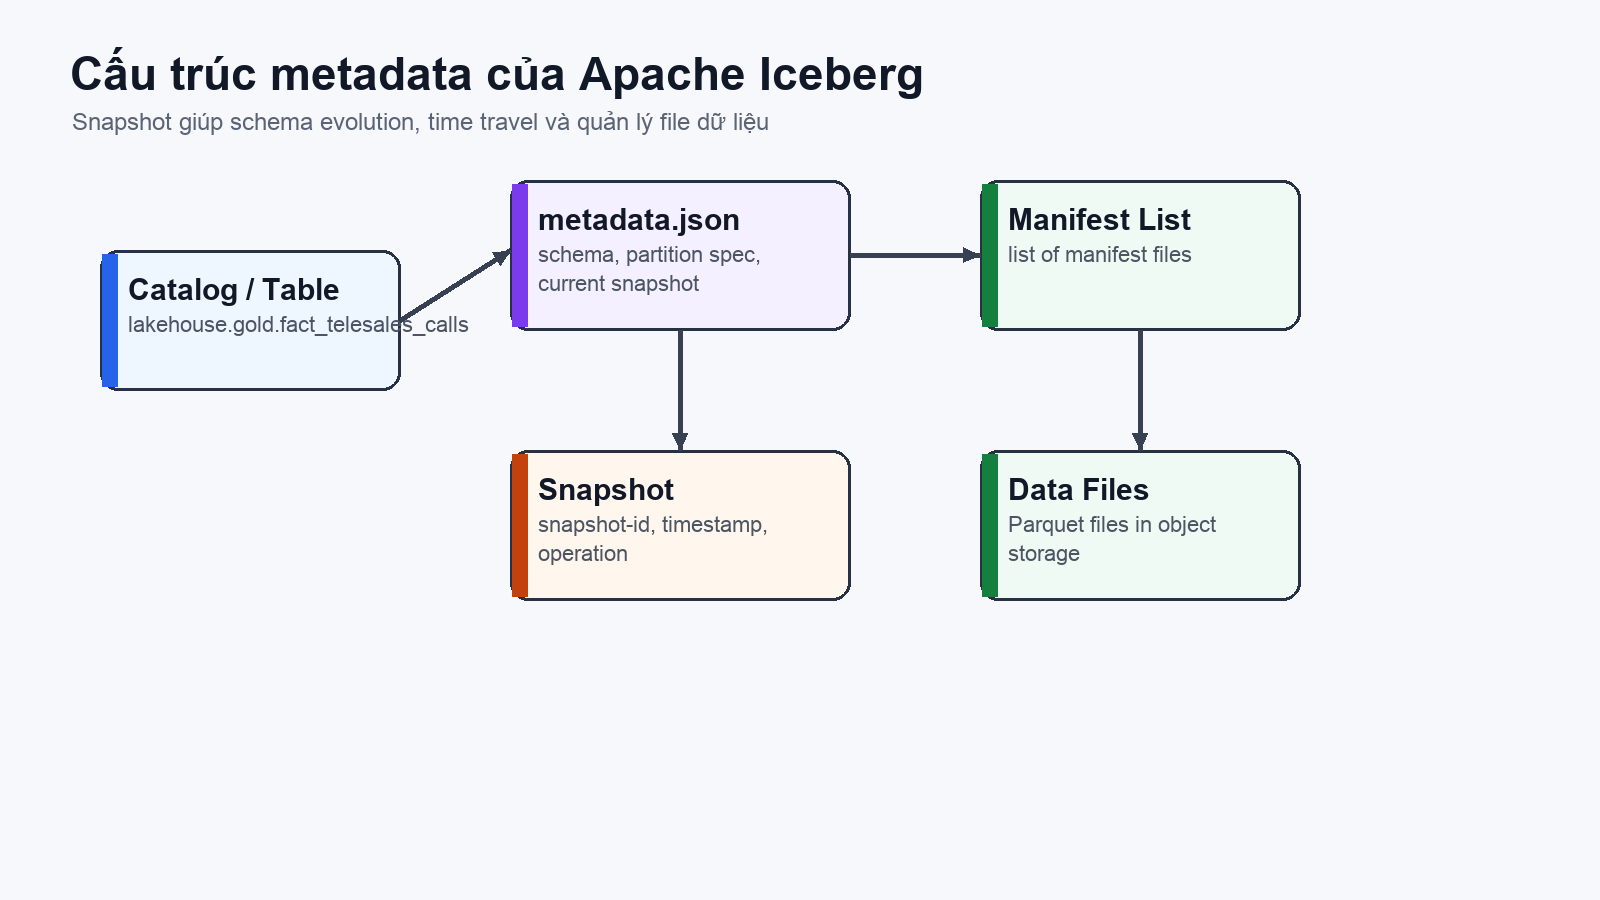 Cấu trúc metadata của Apache Iceberg
Snapshot giúp schema evolution, time travel và quản lý file dữ liệu
Catalog / Table
lakehouse.gold.fact_telesales_calls
metadata.json
schema, partition spec,
current snapshot
Manifest List
list of manifest files
Snapshot
snapshot-id, timestamp,
operation
Data Files
Parquet files in object
storage